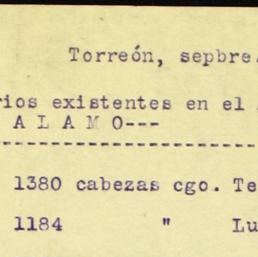 Torreón, sepbre.
rios existentes en el
A L A M O---
1380 cabezas cgo. Te
1184 " Lu